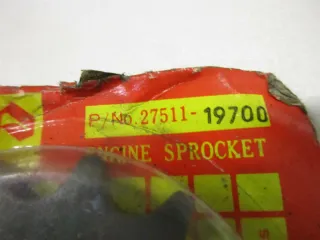 P/No. 27511-19700
ENGINE SPROCKET